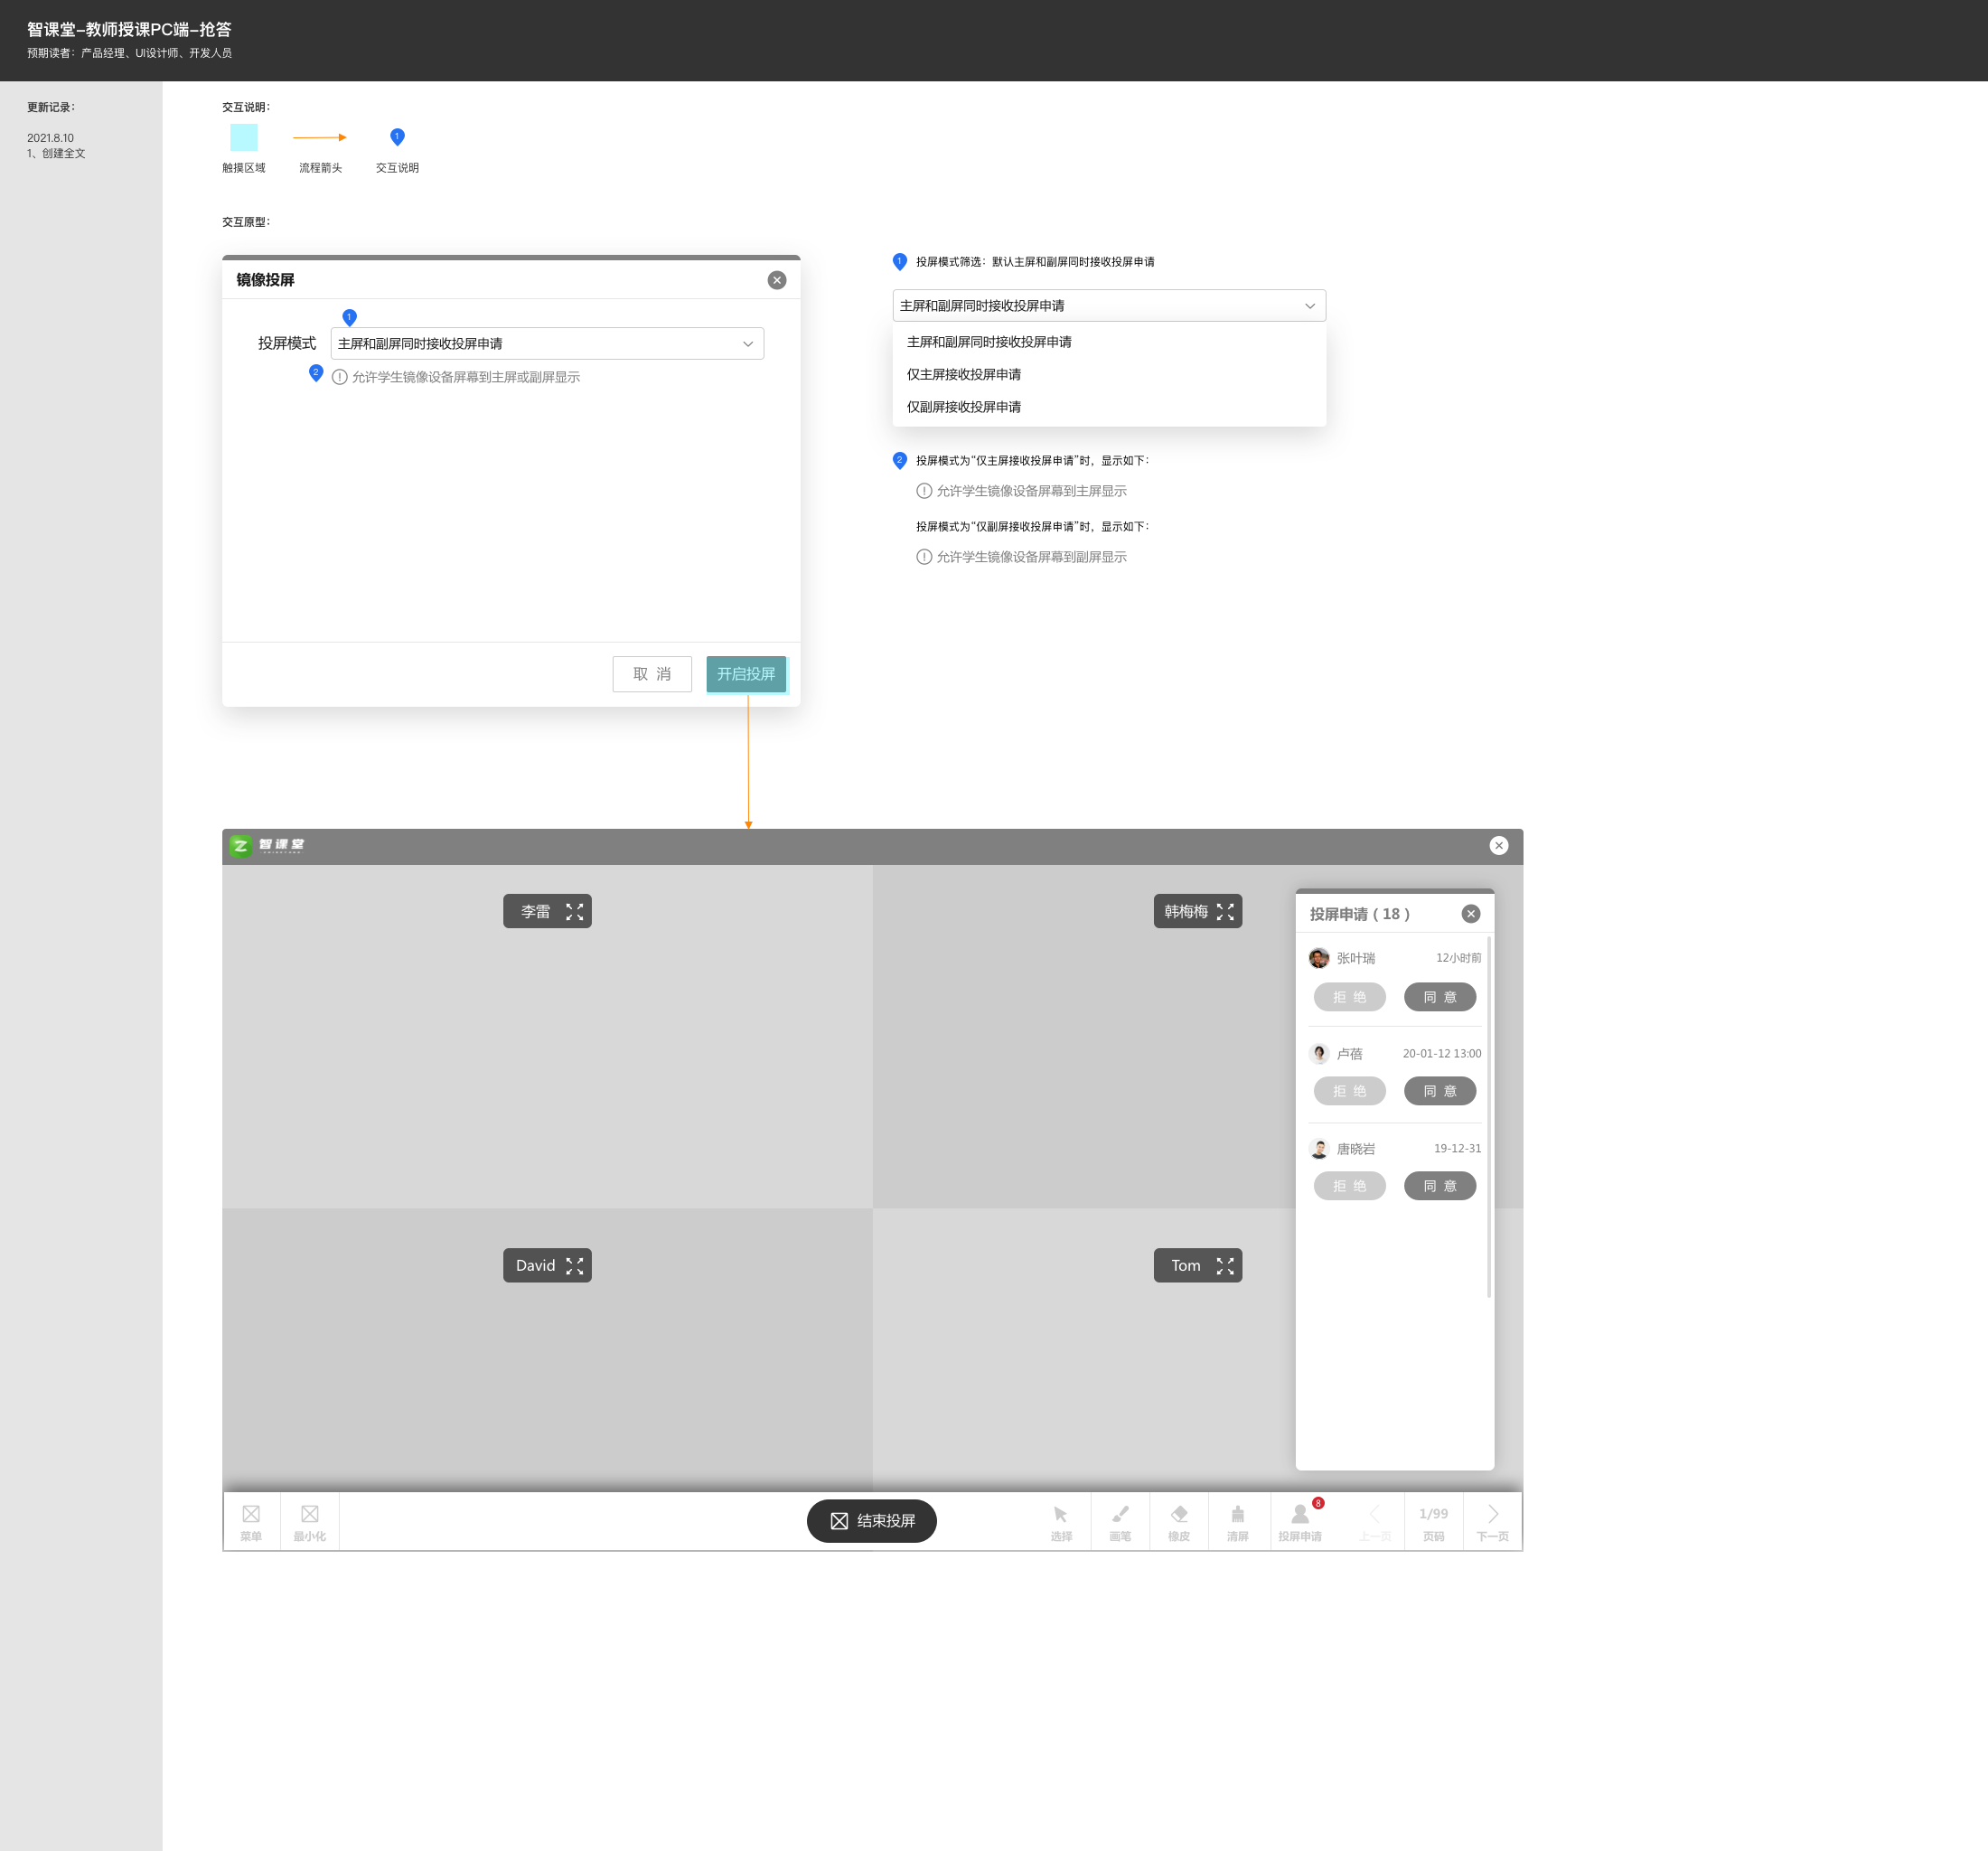 智课堂-教师授课PC端-抢答
预期读者：产品经理、UI设计师、开发人员
更新记录：
2021.8.10
1、创建全文
交互说明：
1
触摸区域
流程箭头
交互说明
交互原型：
镜像投屏
1
投屏模式
主屏和副屏同时接收投屏申请
2
允许学生镜像设备屏幕到主屏或副屏显示
取 消
开启投屏
1
投屏模式筛选：默认主屏和副屏同时接收投屏申请
主屏和副屏同时接收投屏申请
主屏和副屏同时接收投屏申请
仅主屏接收投屏申请
仅副屏接收投屏申请
2
投屏模式为“仅主屏接收投屏申请”时，显示如下：
允许学生镜像设备屏幕到主屏显示
投屏模式为“仅副屏接收投屏申请”时，显示如下：
允许学生镜像设备屏幕到副屏显示
智课堂
李雷
韩梅梅
David
Tom
投屏申请（18）
张叶瑞
12小时前
拒 绝
同 意
卢蓓
20-01-12 13:00
拒 绝
同 意
唐晓岩
19-12-31
拒 绝
同 意
菜单
最小化
结束投屏
选择
画笔
橡皮
清屏
8
投屏申请
上一页
1/99
页码
下一页